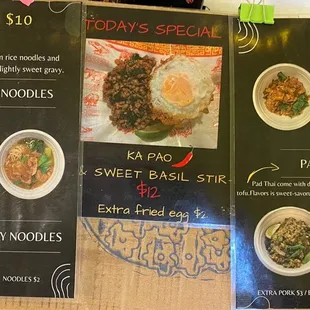 $10
n rice noodles and
lightly sweet gravy.
NOODLES
Y NOODLES
NOODLES $2
TODAY'S SPECIAL
KA PAO
& SWEET BASIL STIR-
$12
Extra fried egg $2
PA
Pad Thai come with d
tofu.Flavors is sweet-savor
EXTRA PORK $3 / B